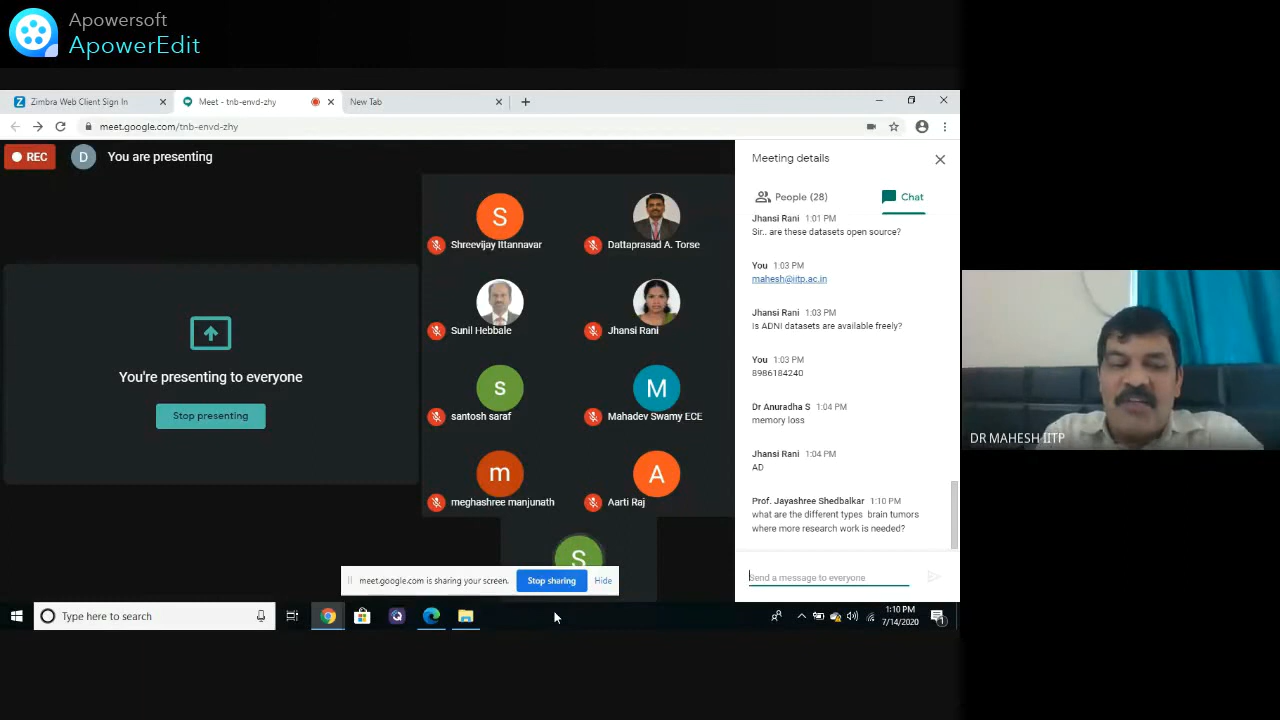 Apowersoft
ApowerEdit
Zimbra Web Client Sign In
Meet - tnb-envd-zhy
New Tab
meet.google.com/tnb-envd-zhy
REC
D
You are presenting
You're presenting to everyone
Stop presenting
S
Shreevijay Ittannavar
Dattaprasad A. Torse
Sunil Hebbale
Jhansi Rani
s
santosh saraf
M
Mahadev Swamy ECE
m
meghashree manjunath
A
Aarti Raj
S
Meeting details
People (28)
Chat
Jhansi Rani 1:01 PM
Sir.. are these datasets open source?
You 1:03 PM
mahesh@iitp.ac.in
Jhansi Rani 1:03 PM
Is ADNI datasets are available freely?
You 1:03 PM
8986184240
Dr Anuradha S 1:04 PM
memory loss
Jhansi Rani 1:04 PM
AD
Prof. Jayashree Shedbalkar 1:10 PM
what are the different types brain tumors
where more research work is needed?
Send a message to everyone
meet.google.com is sharing your screen.
Stop sharing
Hide
Type here to search
1:10 PM
7/14/2020
1
DR MAHESH IITP